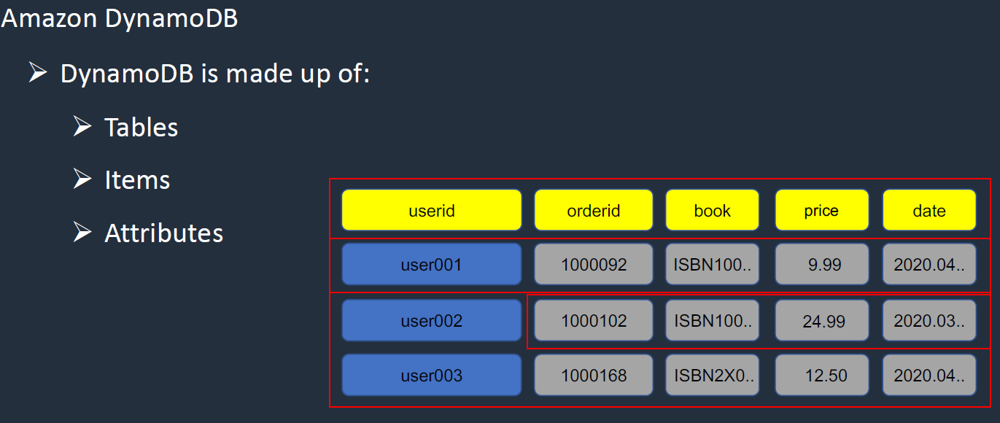 Amazon DynamoDB
DynamoDB is made up of:
Tables
Items
Attributes
userid orderid book price date
user001 1000092 ISBN100.. 9.99 2020.04..
user002 1000102 ISBN100.. 24.99 2020.03..
user003 1000168 ISBN2X0.. 12.50 2020.04..